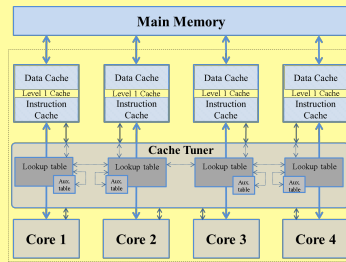 Main Memory
Data Cache Data Cache Data Cache Data Cache
Level 1 Cache Level 1 Cache Level 1 Cache Level 1 Cache
Instruction Instruction Instruction Instruction
Cache Cache Cache Cache
Cache Tuner
Lookup table Lookup table Lookup table Lookup table
Aux. Aux. Aux. Aux.
table table table table
Core 1 Core 2 Core 3 Core 4